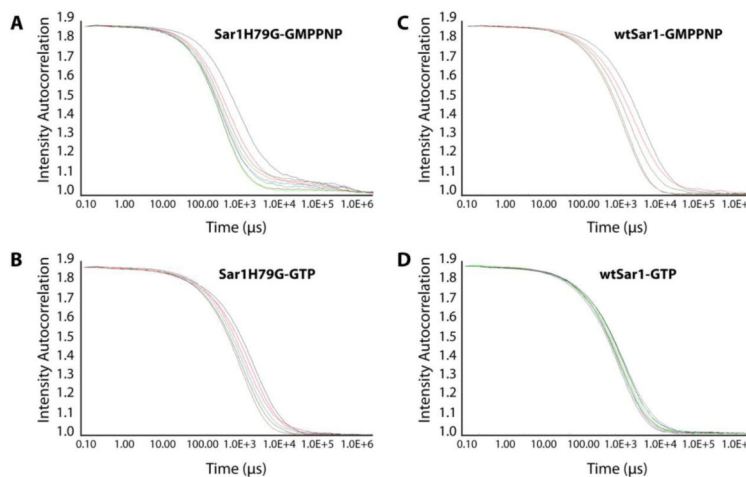 A
Sar1H79G-GMPPNP
Intensity Autocorrelation
1.9
1.8
1.7
1.6
1.5
1.4
1.3
1.2
1.1
1.0
0.10 1.00 10.00 100.00 1.0E+3 1.0E+4 1.0E+5 1.0E+6
Time (µs)
C
wtSar1-GMPPNP
Intensity Autocorrelation
1.9
1.8
1.7
1.6
1.5
1.4
1.3
1.2
1.1
1.0
0.10 1.00 10.00 100.00 1.0E+3 1.0E+4 1.0E+5
Time (µs)
B
Sar1H79G-GTP
Intensity Autocorrelation
1.9
1.8
1.7
1.6
1.5
1.4
1.3
1.2
1.1
1.0
0.10 1.00 10.00 100.00 1.0E+3 1.0E+4 1.0E+5 1.0E+6
Time (µs)
D
wtSar1-GTP
Intensity Autocorrelation
1.9
1.8
1.7
1.6
1.5
1.4
1.3
1.2
1.1
1.0
0.10 1.00 10.00 100.00 1.0E+3 1.0E+4 1.0E+5
Time (µs)